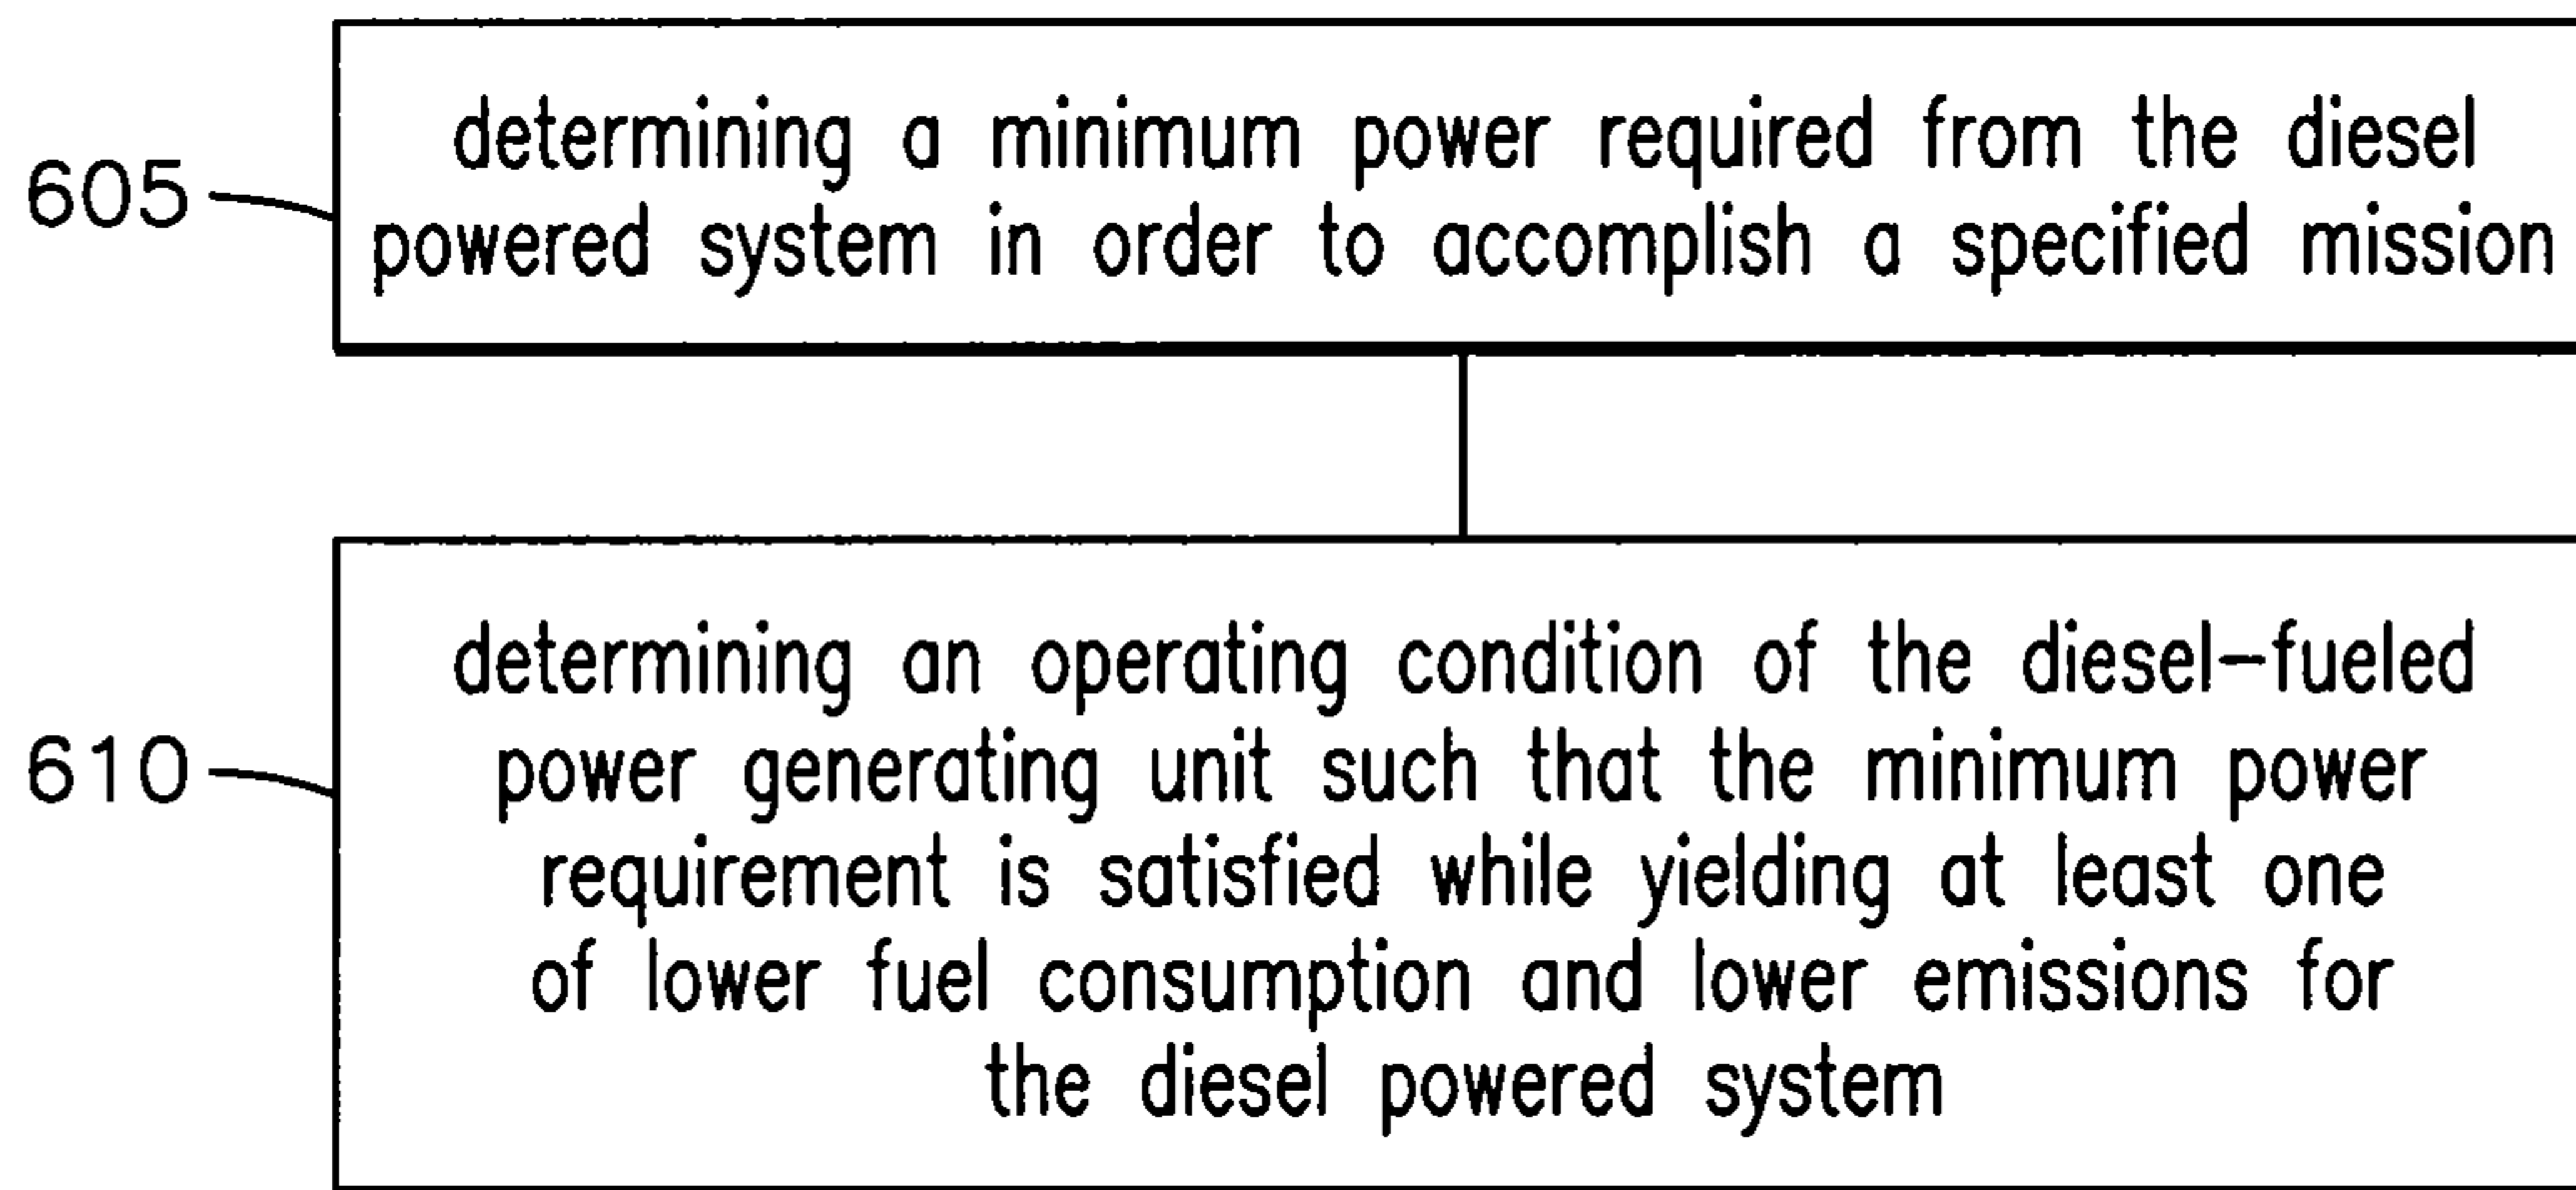 605
determining a minimum power required from the diesel
powered system in order to accomplish a specified mission
610
determining an operating condition of the diesel-fueled
power generating unit such that the minimum power
requirement is satisfied while yielding at least one
of lower fuel consumption and lower emissions for
the diesel powered system